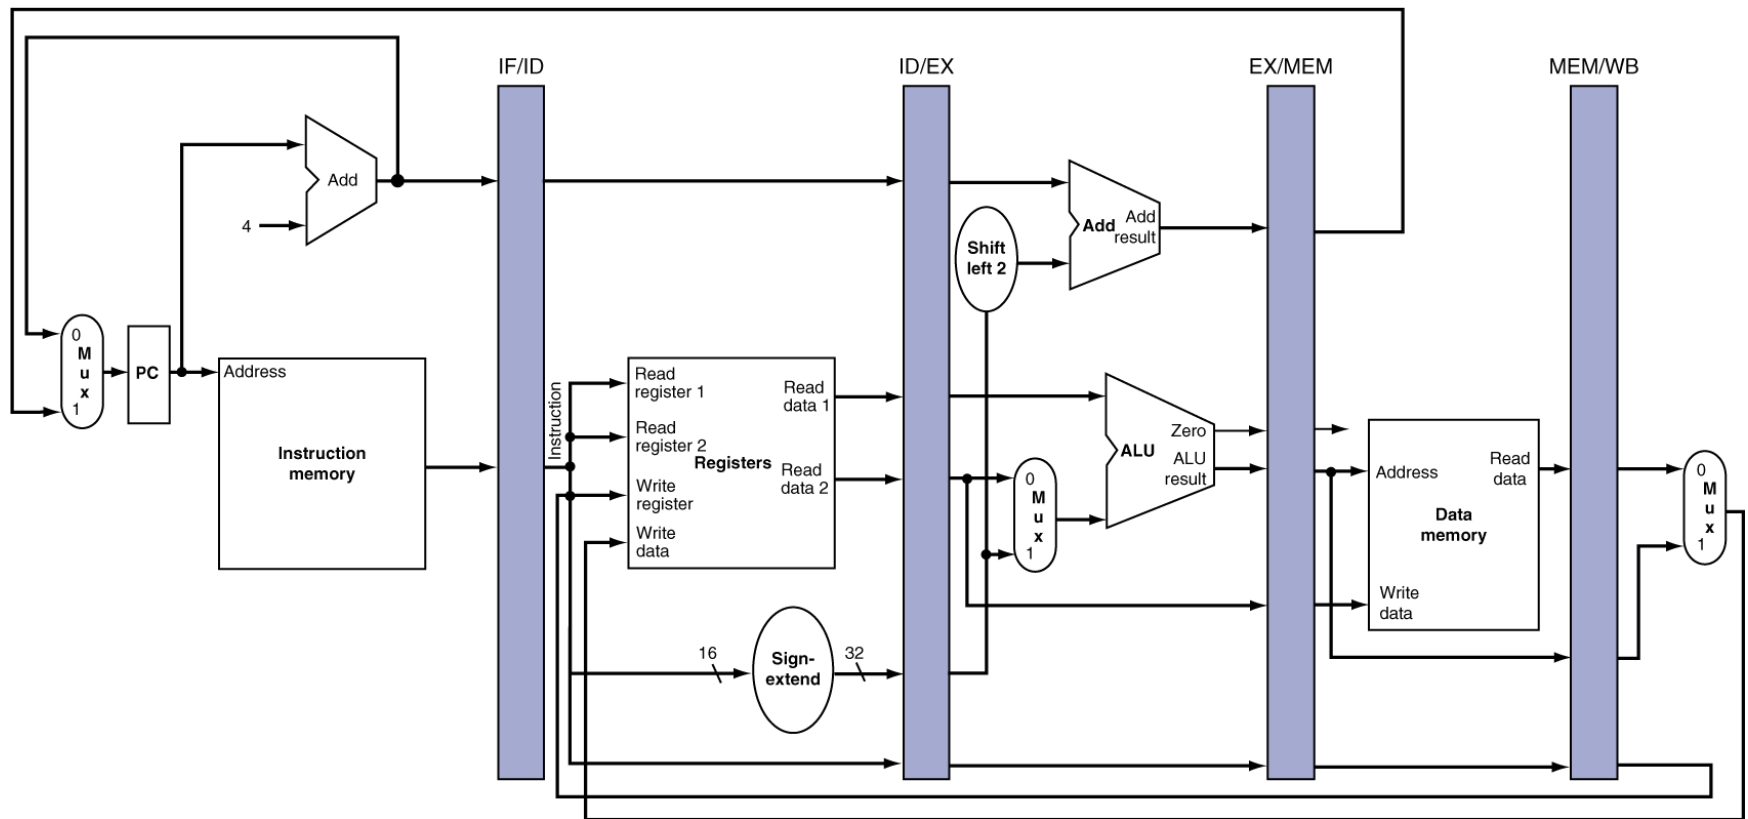 IF/ID
ID/EX
EX/MEM
MEM/WB
Add
4
Add
Add
result
Shift
left 2
0
M
u
x
1
PC
Address
Instruction
memory
Instruction
Read
register 1
Read
register 2
Write
register
Write
data
Registers
Read
data 1
Read
data 2
16
Sign-
extend
32
0
M
u
x
1
ALU
Zero
ALU
result
Address
Read
data
Data
memory
Write
data
0
M
u
x
1